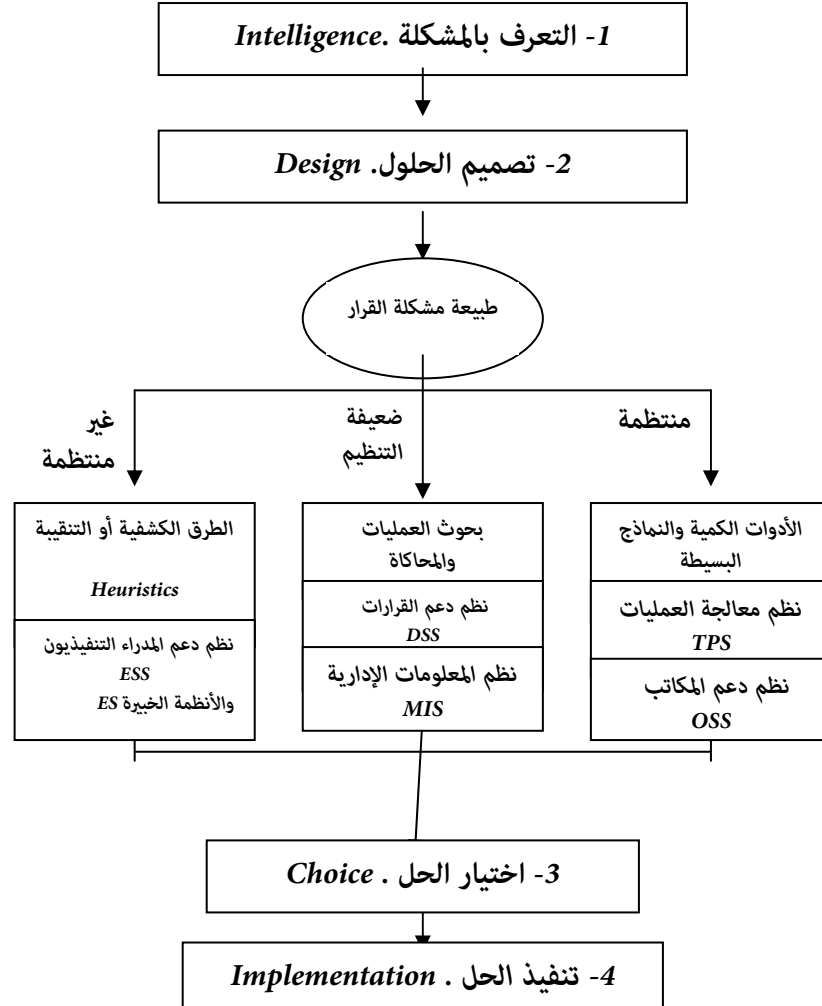 1- التعرف بالمشكلة .Intelligence
2- تصميم الحلول. Design
طبيعة مشكلة القرار
منتظمة
ضعيفة
التنظيم
غير
منتظمة
الأدوات الكمية والنماذج
البسيطة
نظم معالجة العمليات
TPS
نظم دعم المكاتب
OSS
بحوث العمليات
والمحاكاة
نظم دعم القرارات
DSS
نظم المعلومات الإدارية
MIS
الطرق الكشفية أو التنقيبة
Heuristics
نظم دعم المدراء التنفيذيون
ESS
والأنظمة الخبيرة ES
3- اختيار الحل . Choice
4- تنفيذ الحل . Implementation